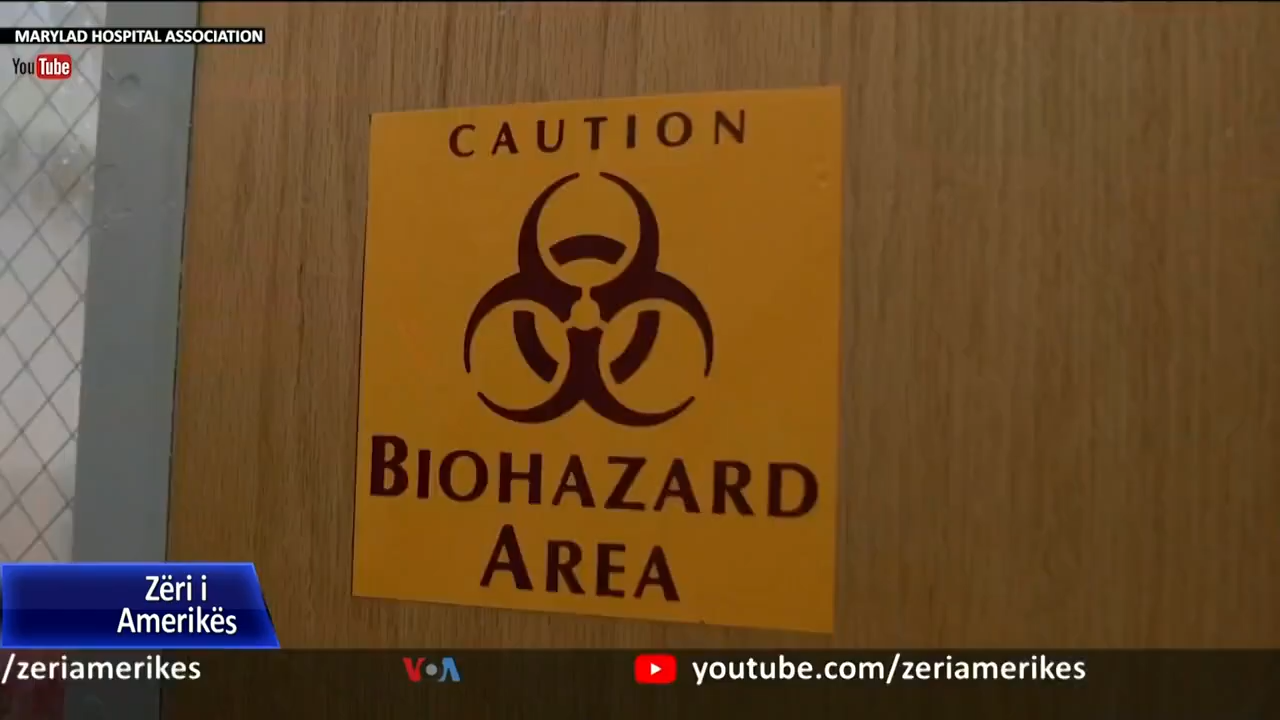 MARYLAD HOSPITAL ASSOCIATION
YouTube
CAUTION
BIOHAZARD
AREA
Zëri i
Amerikës
/zeriamerikes
VOA
youtube.com/zeriamerikes